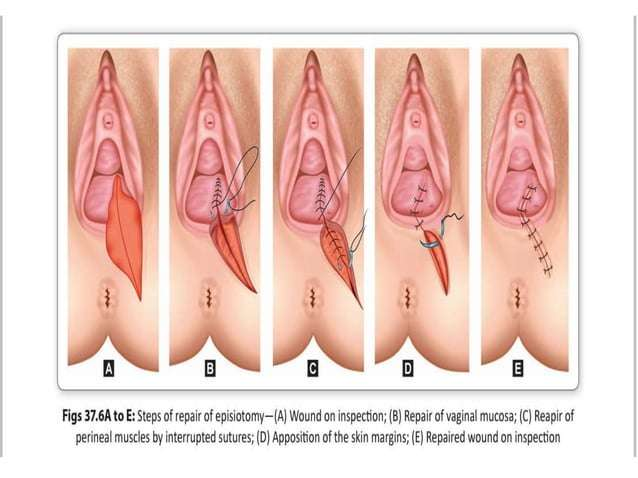 A B C D E
Figs 37.6A to E: Steps of repair of episiotomy—(A) Wound on inspection; (B) Repair of vaginal mucosa; (C) Reapir of
perineal muscles by interrupted sutures; (D) Apposition of the skin margins; (E) Repaired wound on inspection